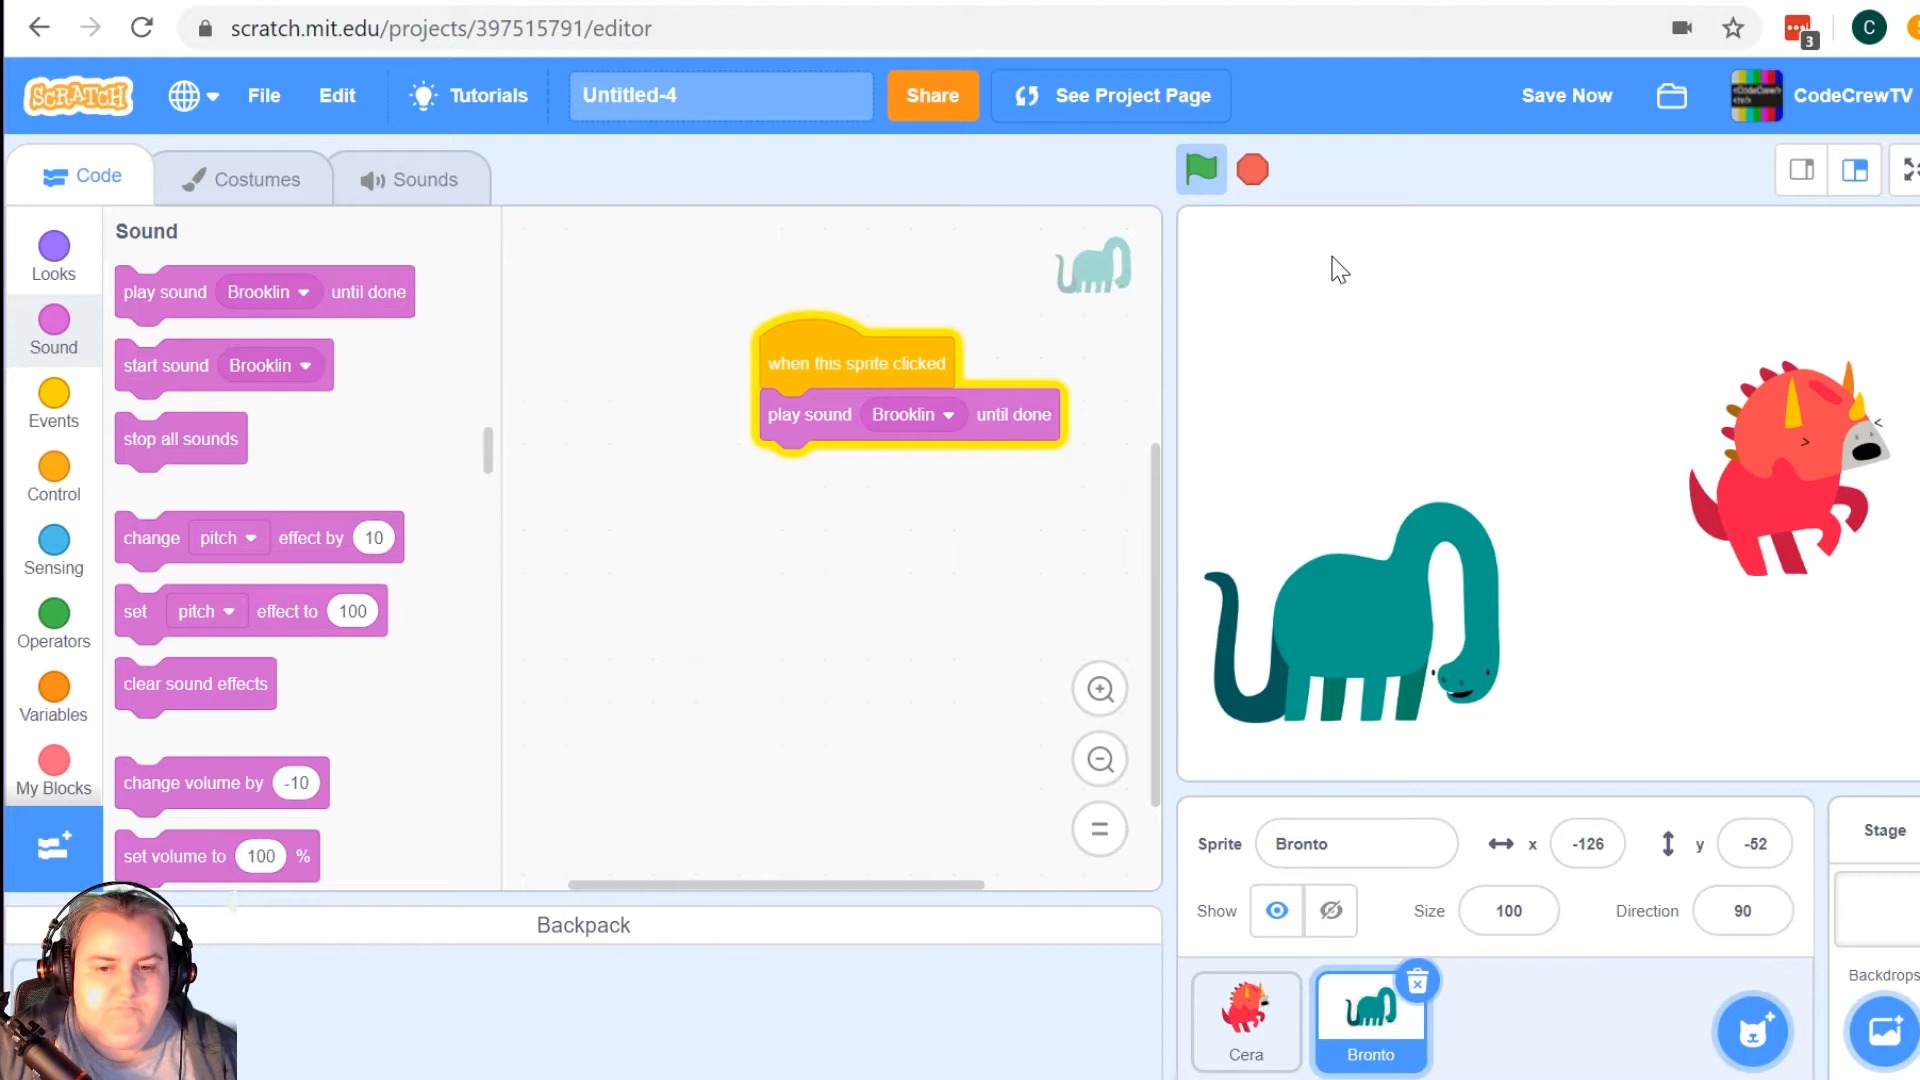 scratch.mit.edu/projects/397515791/editor
3
C
SCRATCH
File
Edit
Tutorials
Untitled-4
Share
See Project Page
Save Now
CodeCrewTV
Code
Costumes
Sounds
Looks
Sound
Events
Control
Sensing
Operators
Variables
My Blocks
Sound
play sound Brooklin until done
start sound Brooklin
stop all sounds
change pitch effect by 10
set pitch effect to 100
clear sound effects
change volume by -10
set volume to 100 %
when this sprite clicked
play sound Brooklin until done
Backpack
Sprite Bronto x -126 y -52
Show Size 100 Direction 90
Cera
Bronto
Stage
Backdrops